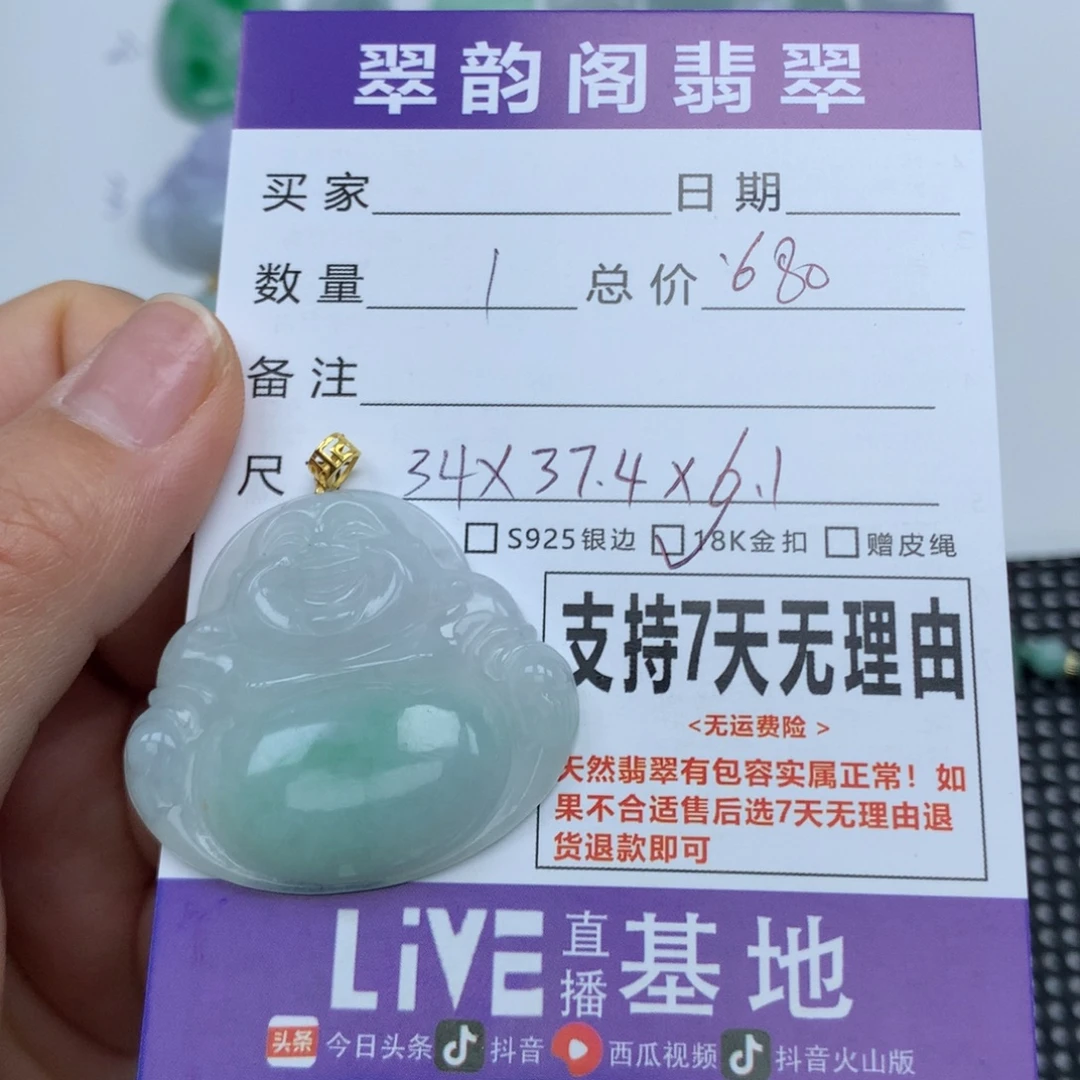 翠韵阁翡翠
买家 日期
数量 1 总价 680
备注
尺 34X37.4X6.1
S925银边 18K金扣 赠皮绳
支持7天无理由
<无运费险 >
天然翡翠有包容实属正常！如
果不合适售后选7天无理由退
货退款即可
LiVE 直播 基地
头条 今日头条 抖音 西瓜视频 抖音火山版